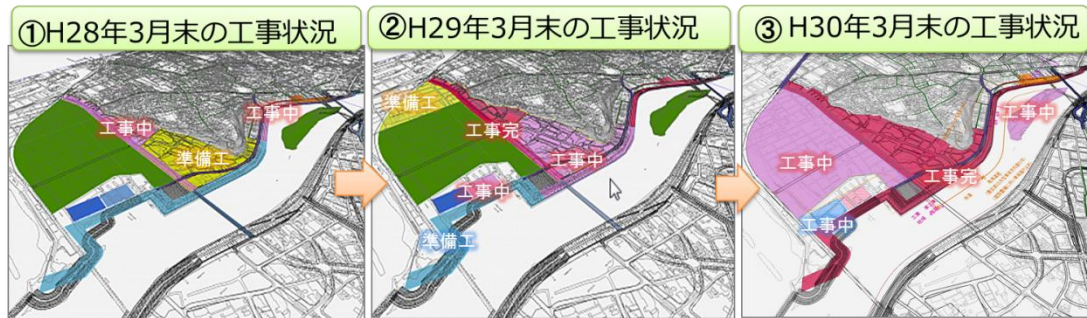 ①H28年3月末の工事状況
工事中
工事中
準備工
②H29年3月末の工事状況
準備工
工事完
工事中
工事中
準備工
③ H30年3月末の工事状況
工事中
工事中
工事完
工事中